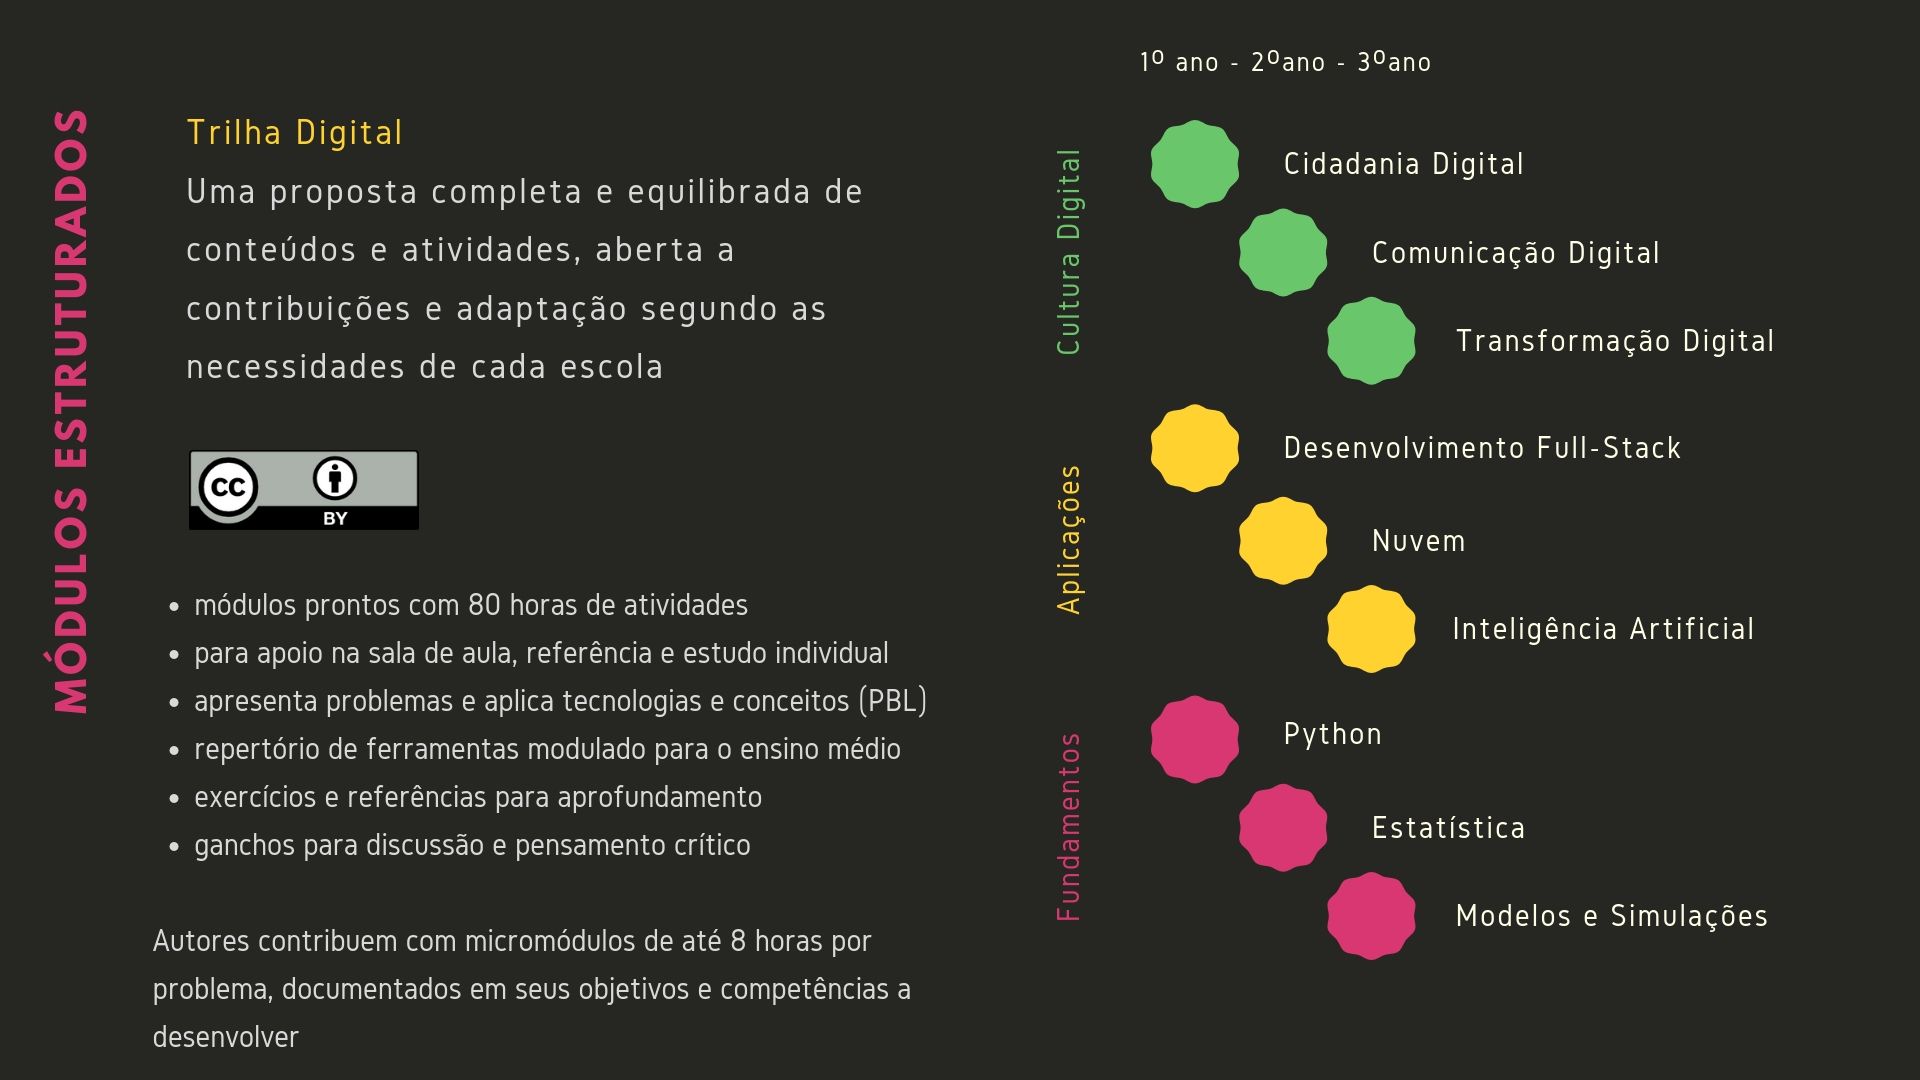 MÓDULOS ESTRUTURADOS
Trilha Digital
Uma proposta completa e equilibrada de
conteúdos e atividades, aberta a
contribuições e adaptação segundo as
necessidades de cada escola
cc
BY
• módulos prontos com 80 horas de atividades
• para apoio na sala de aula, referência e estudo individual
• apresenta problemas e aplica tecnologias e conceitos (PBL)
• repertório de ferramentas modulado para o ensino médio
• exercícios e referências para aprofundamento
• ganchos para discussão e pensamento crítico
Autores contribuem com micromódulos de até 8 horas por
problema, documentados em seus objetivos e competências a
desenvolver
1º ano - 2ºano - 3ºano
Cultura Digital
Cidadania Digital
Comunicação Digital
Transformação Digital
Aplicações
Desenvolvimento Full-Stack
Nuvem
Inteligência Artificial
Fundamentos
Python
Estatística
Modelos e Simulações